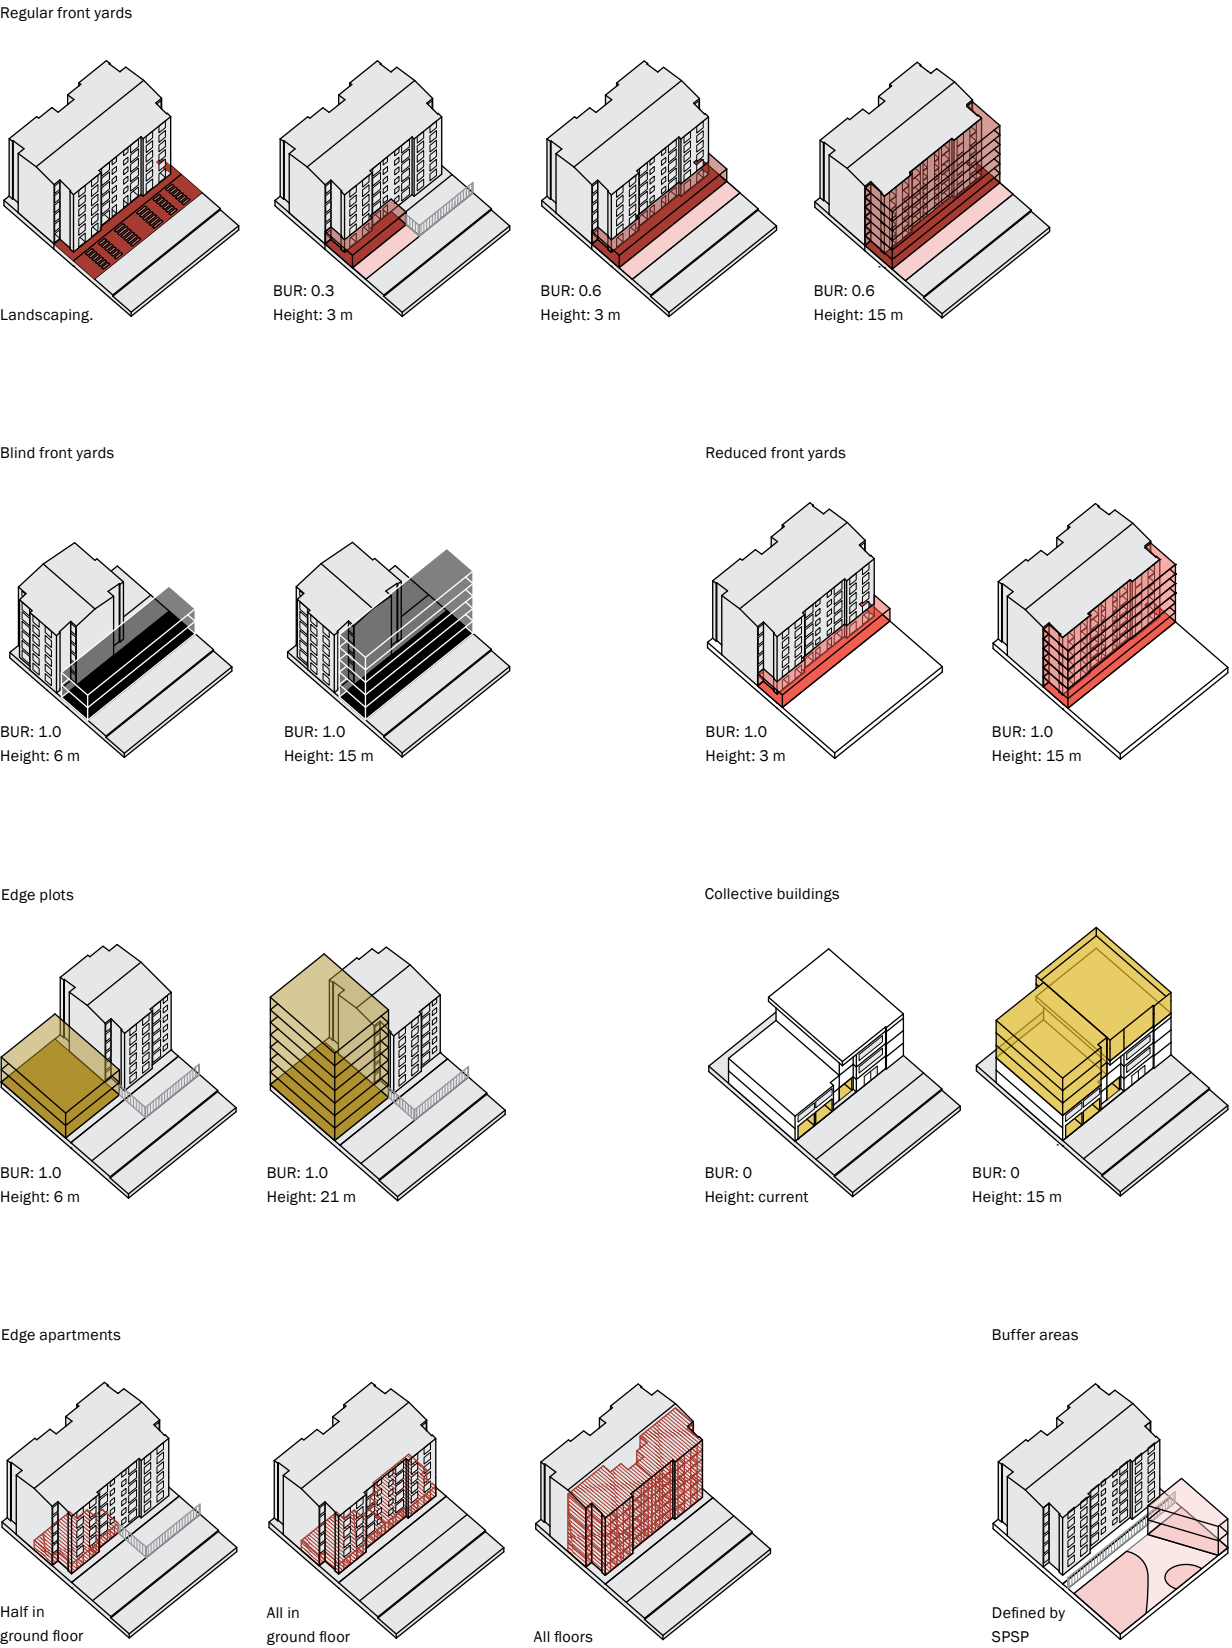 Regular front yards
Landscaping.
BUR: 0.3
Height: 3 m
BUR: 0.6
Height: 3 m
BUR: 0.6
Height: 15 m
Blind front yards
BUR: 1.0
Height: 6 m
BUR: 1.0
Height: 15 m
Reduced front yards
BUR: 1.0
Height: 3 m
BUR: 1.0
Height: 15 m
Edge plots
BUR: 1.0
Height: 6 m
BUR: 1.0
Height: 21 m
Collective buildings
BUR: 0
Height: current
BUR: 0
Height: 15 m
Edge apartments
Half in
ground floor
All in
ground floor
All floors
Buffer areas
Defined by
SPSP